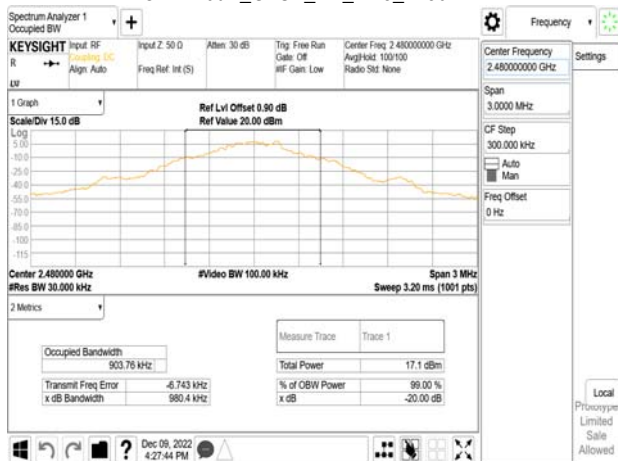 Spectrum Analyzer 1
Occupied BW
+
Frequency
KEYSIGHT
R
LXI
Input: RF
Coupling: DC
Align: Auto
Input Z: 50 Ω
Freq Ref: Int (S)
Atten: 30 dB
Trig: Free Run
Gate: Off
#IF Gain: Low
Center Freq: 2.480000000 GHz
Avg|Hold: 100/100
Radio Std: None
1 Graph
Scale/Div 15.0 dB
Ref Lvl Offset 0.90 dB
Ref Value 20.00 dBm
Log
5.00
-10.0
-25.0
-40.0
-55.0
-70.0
-85.0
-100
-115
Center 2.480000 GHz
#Res BW 30.000 kHz
#Video BW 100.00 kHz
Span 3 MHz
Sweep 3.20 ms (1001 pts)
2 Metrics
Measure Trace
Trace 1
Occupied Bandwidth
903.76 kHz
Total Power
17.1 dBm
Transmit Freq Error
-6.743 kHz
% of OBW Power
99.00 %
x dB Bandwidth
980.4 kHz
x dB
-20.00 dB
Center Frequency
2.480000000 GHz
Settings
Span
3.0000 MHz
CF Step
300.000 kHz
Auto
Man
Freq Offset
0 Hz
Local
Prototype
Limited
Sale
Allowed
?
Dec 09, 2022
4:27:44 PM